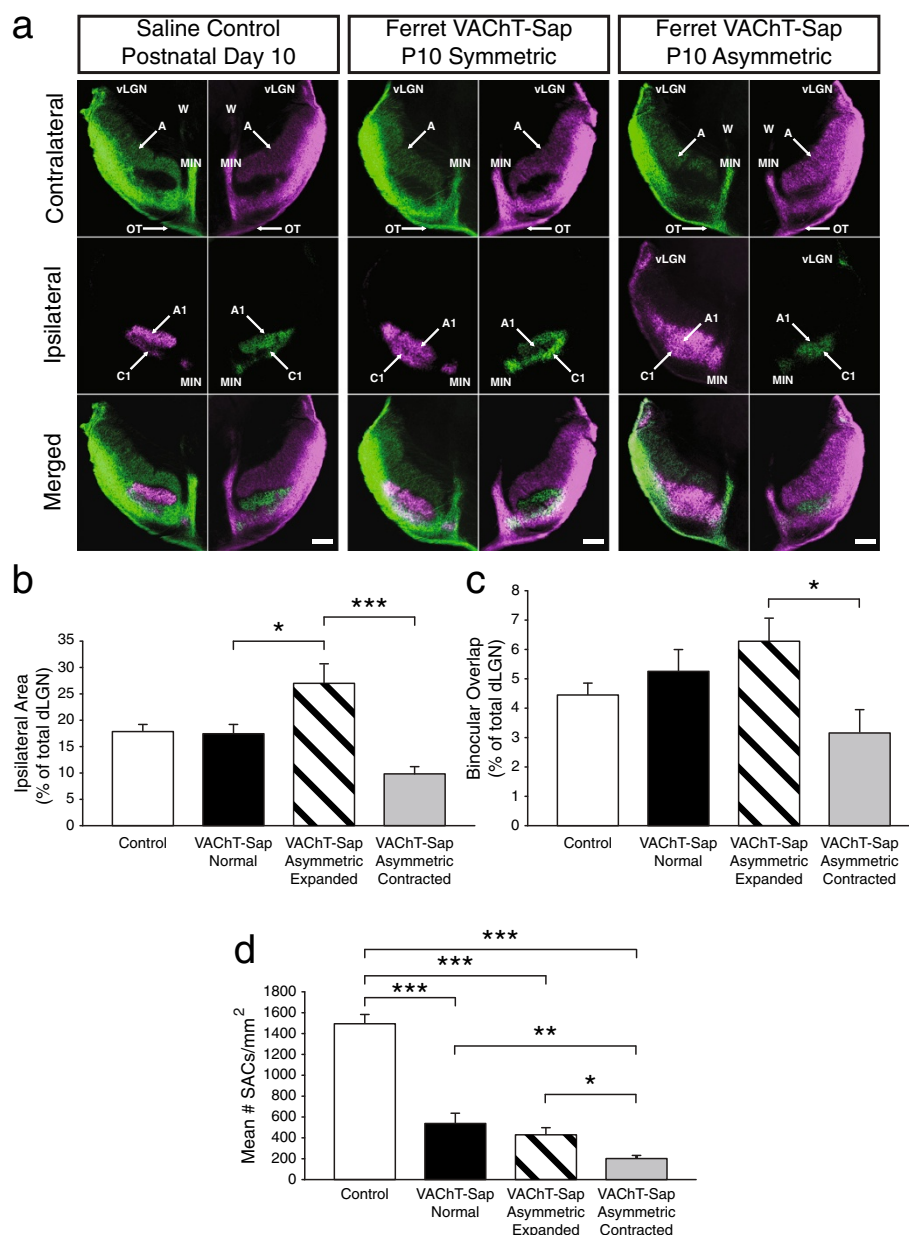 a
Saline Control
Postnatal Day 10
Ferret VAChT-Sap
P10 Symmetric
Ferret VAChT-Sap
P10 Asymmetric
Contralateral
vLGN
A
W
MIN
OT
vLGN
W
A
MIN
OT
vLGN
A
MIN
OT
vLGN
A
MIN
OT
vLGN
A
W
MIN
OT
vLGN
W
A
MIN
OT
Ipsilateral
A1
C1
MIN
A1
C1
MIN
A1
C1
MIN
A1
C1
MIN
vLGN
A1
C1
MIN
vLGN
A1
C1
MIN
Merged
b
Ipsilateral Area
(% of total dLGN)
35
30
25
20
15
10
5
0
*
***
Control
VAChT-Sap
Normal
VAChT-Sap
Asymmetric
Expanded
VAChT-Sap
Asymmetric
Contracted
c
Binocular Overlap
(% of total dLGN)
8
7
6
5
4
3
2
1
0
*
Control
VAChT-Sap
Normal
VAChT-Sap
Asymmetric
Expanded
VAChT-Sap
Asymmetric
Contracted
d
Mean # SACs/mm²
1800
1600
1400
1200
1000
800
600
400
200
0
***
***
***
**
*
Control
VAChT-Sap
Normal
VAChT-Sap
Asymmetric
Expanded
VAChT-Sap
Asymmetric
Contracted